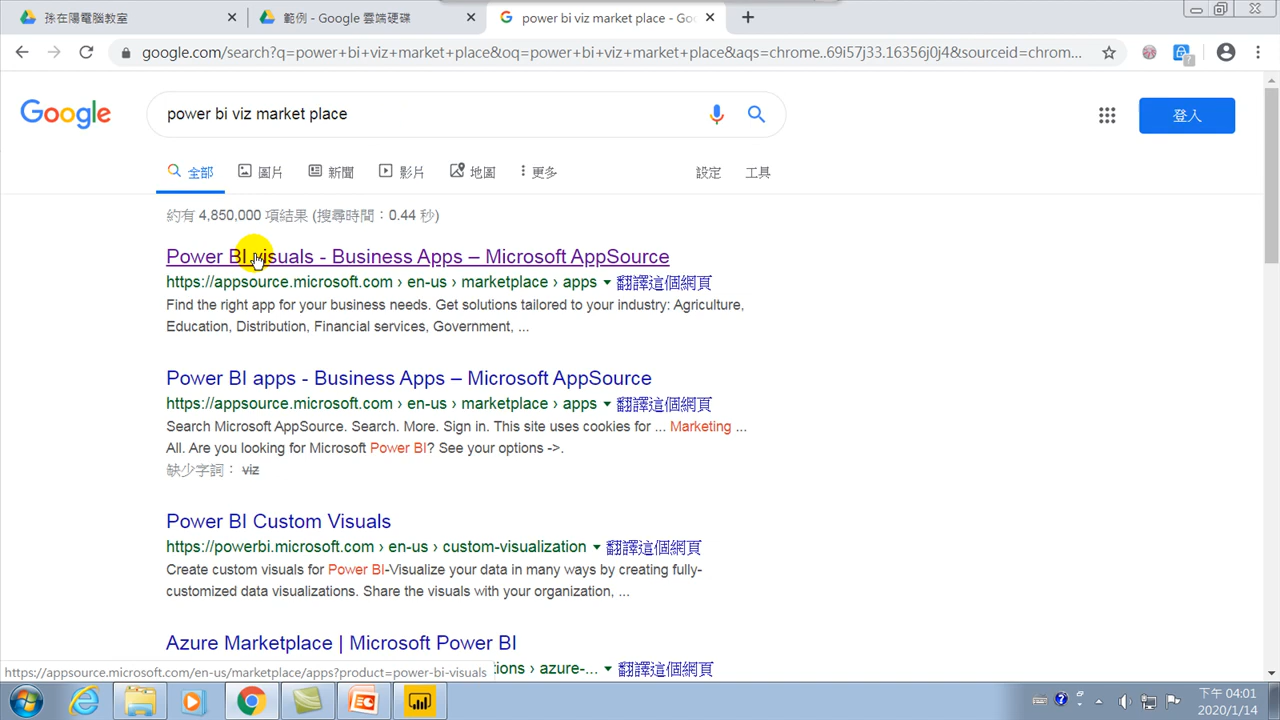 孫在陽電腦教室
範例 - Google 雲端硬碟
power bi viz market place - Goo
google.com/search?q=power+bi+viz+market+place&oq=power+bi+viz+market+place&aqs=chrome..69i57j33.16356j0j4&sourceid=chrom...
Google
power bi viz market place
登入
全部
圖片
新聞
影片
地圖
更多
設定
工具
約有 4,850,000 項結果 (搜尋時間：0.44 秒)
Power BI visuals - Business Apps – Microsoft AppSource
https://appsource.microsoft.com › en-us › marketplace › apps 翻譯這個網頁
Find the right app for your business needs. Get solutions tailored to your industry: Agriculture,
Education, Distribution, Financial services, Government, ...
Power BI apps - Business Apps – Microsoft AppSource
https://appsource.microsoft.com › en-us › marketplace › apps 翻譯這個網頁
Search Microsoft AppSource. Search. More. Sign in. This site uses cookies for ... Marketing ...
All. Are you looking for Microsoft Power BI? See your options ->.
缺少字詞： viz
Power BI Custom Visuals
https://powerbi.microsoft.com › en-us › custom-visualization 翻譯這個網頁
Create custom visuals for Power BI-Visualize your data in many ways by creating fully-
customized data visualizations. Share the visuals with your organization, ...
Azure Marketplace | Microsoft Power BI
https://appsource.microsoft.com/en-us/marketplace/apps?product=power-bi-visuals
ions › azure-... 翻譯這個網頁
下午 04:01
2020/1/14